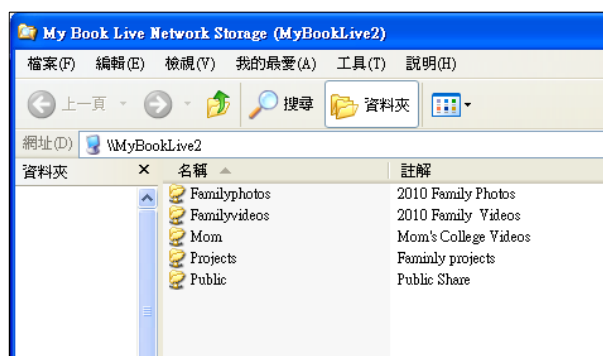 My Book Live Network Storage (MyBookLive2)
檔案(F) 編輯(E) 檢視(V) 我的最愛(A) 工具(T) 說明(H)
上一頁 搜尋 資料夾
網址(D) \\MyBookLive2
資料夾 × 名稱 註解
Familyphotos 2010 Family Photos
Familyvideos 2010 Family Videos
Mom Mom's College Videos
Projects Faminly projects
Public Public Share